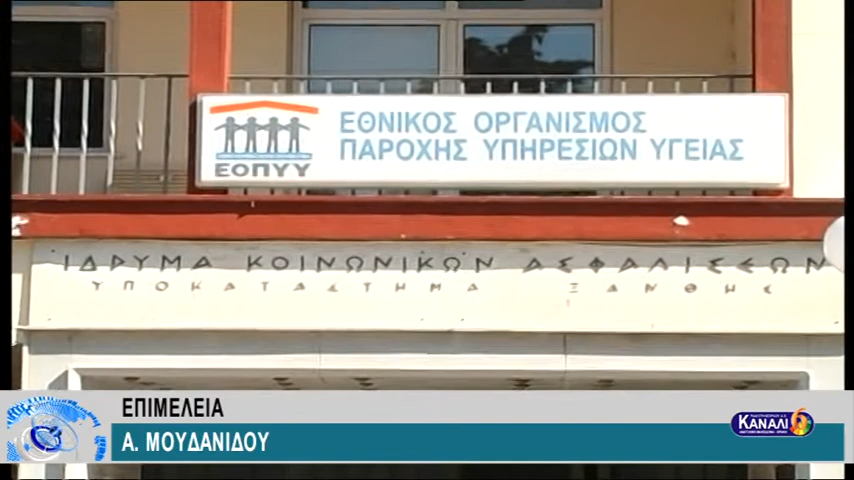 ΕΘΝΙΚΟΣ ΟΡΓΑΝΙΣΜΟΣ
ΠΑΡΟΧΗΣ ΥΠΗΡΕΣΙΩΝ ΥΓΕΙΑΣ
ΕΟΠΥΥ
ΙΔΡΥΜΑ ΚΟΙΝΩΝΙΚΩΝ ΑΣΦΑΛΙΣΕΩΝ
ΥΠΟΚΑΤΑΣΤΗΜΑ ΞΑΝΘΗΣ
ΕΠΙΜΕΛΕΙΑ
Α. ΜΟΥΔΑΝΙΔΟΥ
ΚΑΝΑΛΙ 6